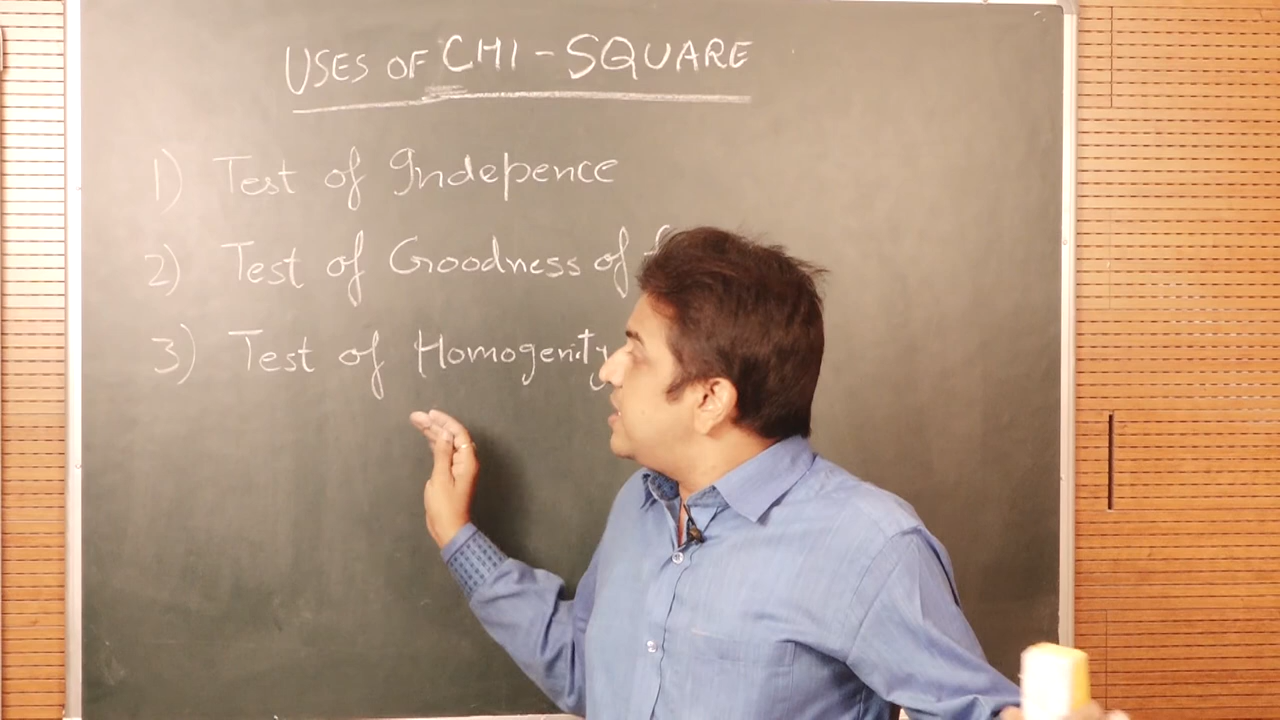 USES OF CHI-SQUARE
1) Test of Indepence
2) Test of Goodness of
3) Test of Homogenity